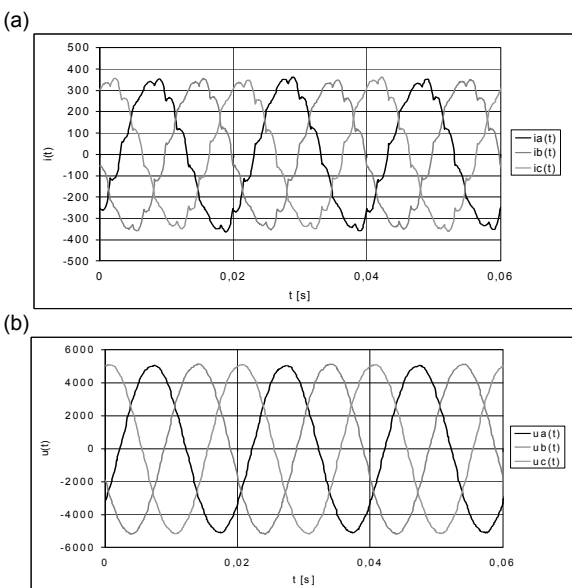 (a)
500
400
300
200
100
0
-100
-200
-300
-400
-500
i(t)
0
0,02
0,04
0,06
t [s]
ia(t)
ib(t)
ic(t)
(b)
6000
4000
2000
0
-2000
-4000
-6000
u(t)
0
0,02
0,04
0,06
t [s]
ua(t)
ub(t)
uc(t)